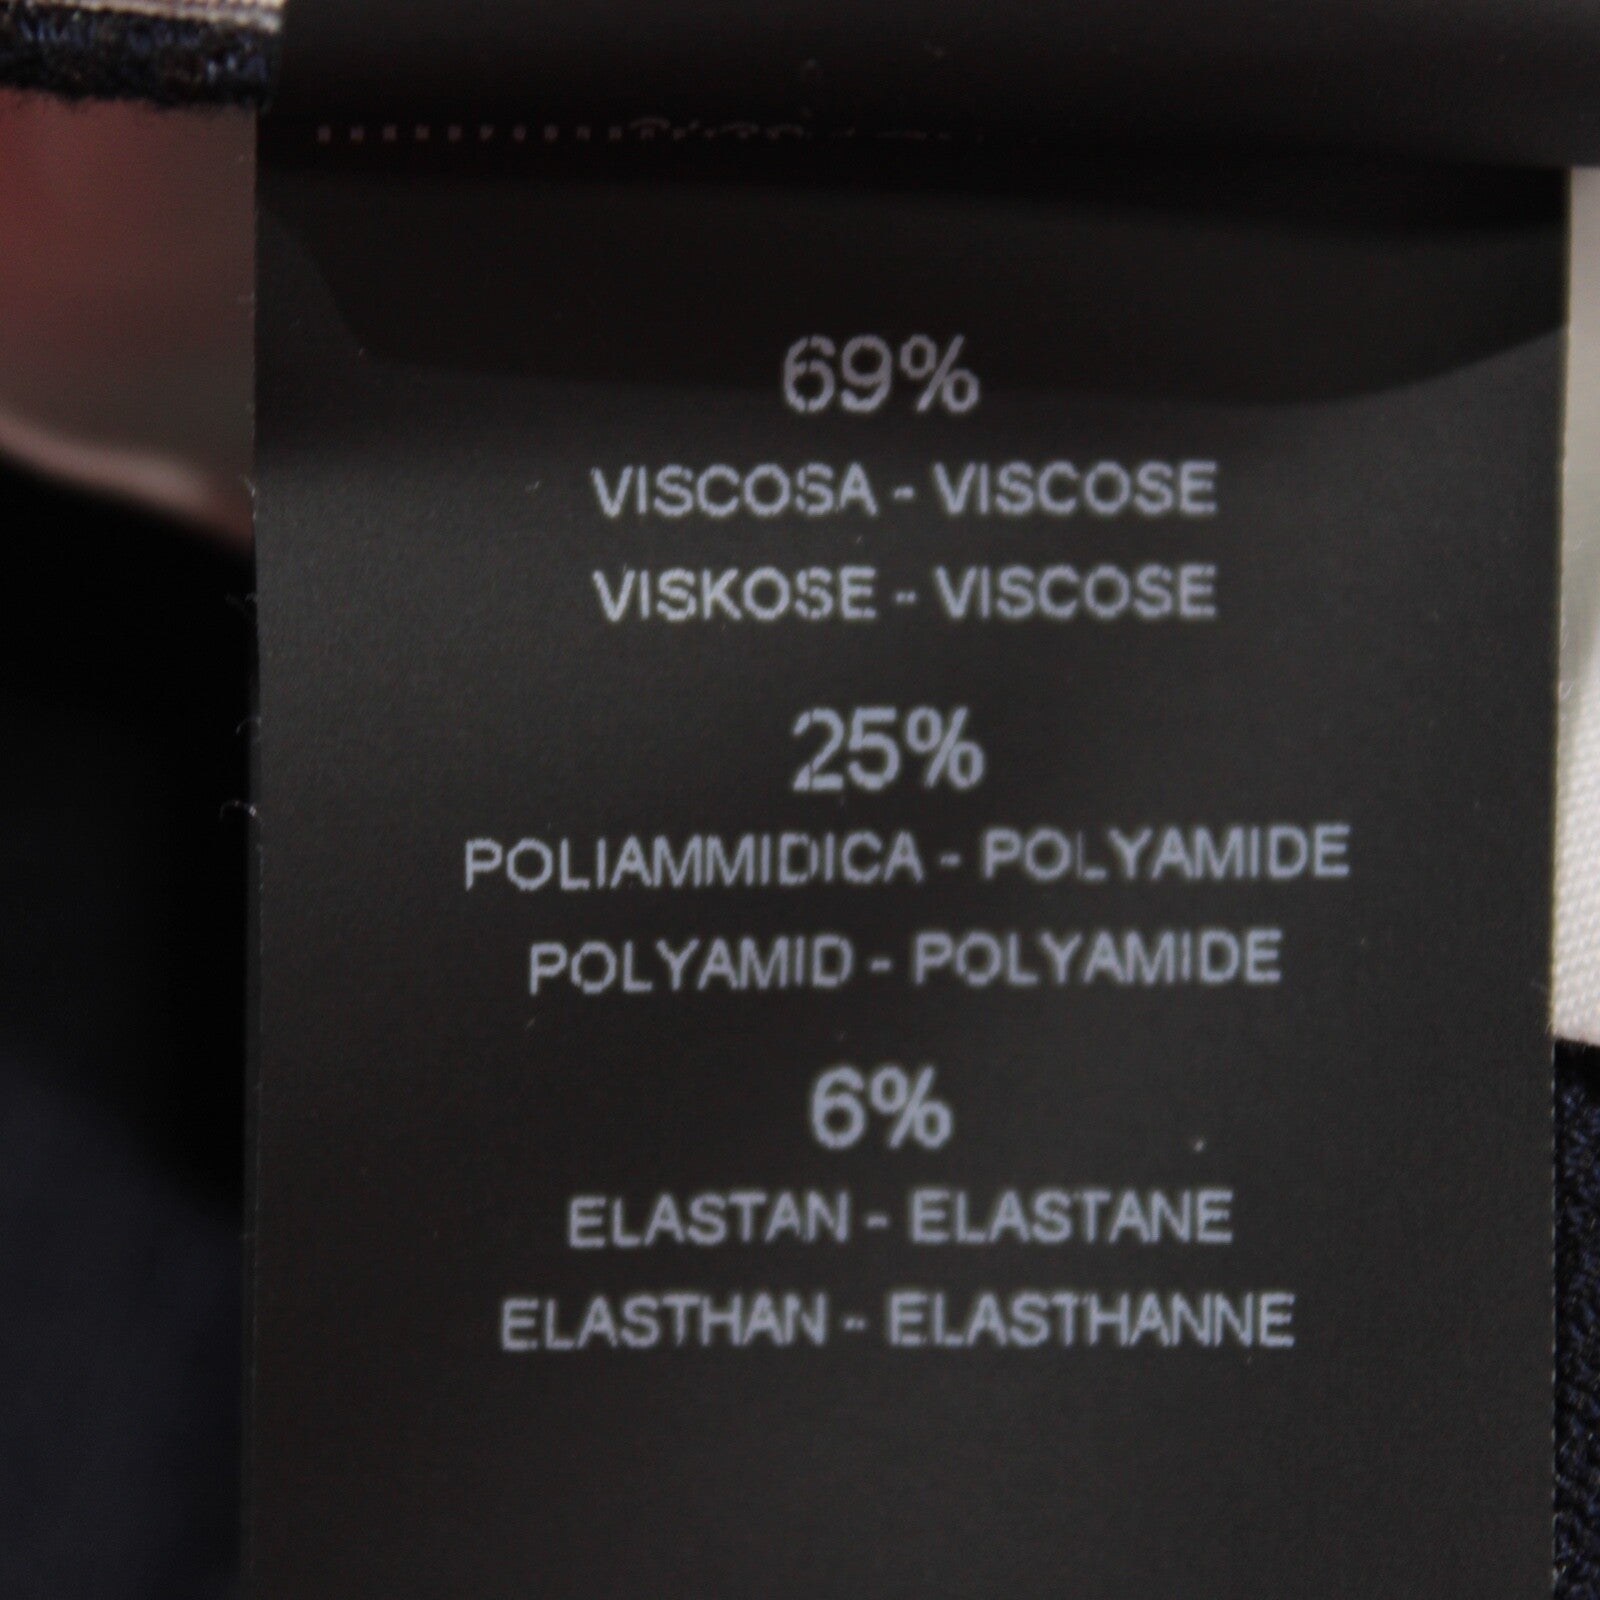 69%
VISCOSA - VISCOSE
VISKOSE - VISCOSE
25%
POLIAMMIDICA - POLYAMIDE
POLYAMID - POLYAMIDE
6%
ELASTAN - ELASTANE
ELASTHAN - ELASTHANNE